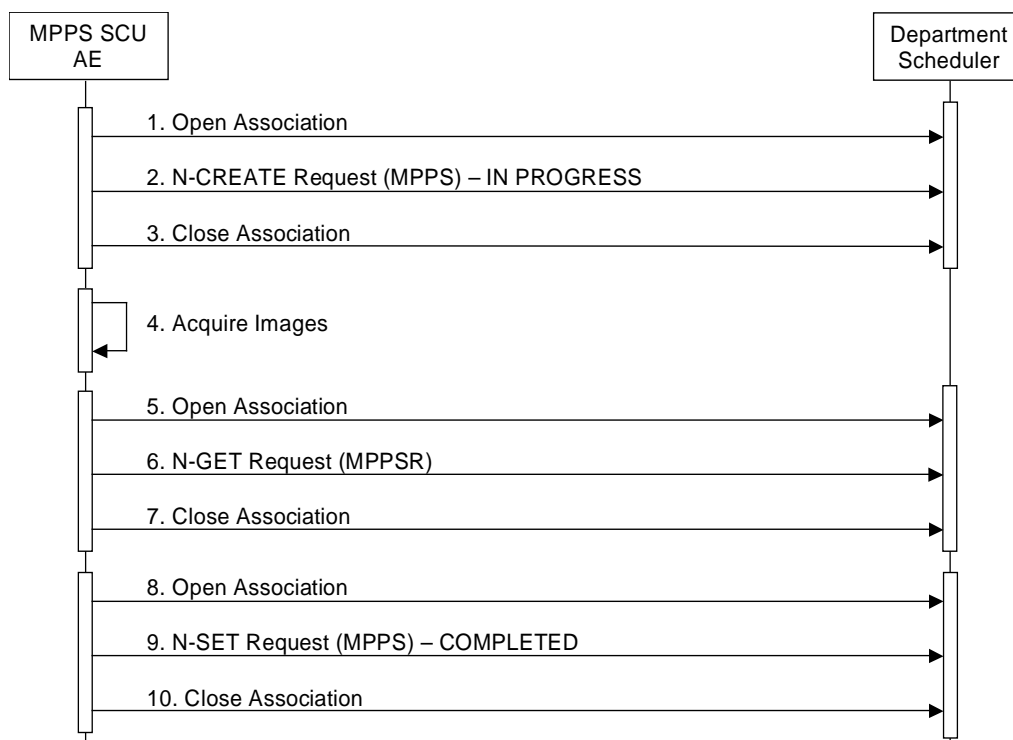 MPPS SCU
AE
Department
Scheduler
1. Open Association
2. N-CREATE Request (MPPS) – IN PROGRESS
3. Close Association
4. Acquire Images
5. Open Association
6. N-GET Request (MPPSR)
7. Close Association
8. Open Association
9. N-SET Request (MPPS) – COMPLETED
10. Close Association